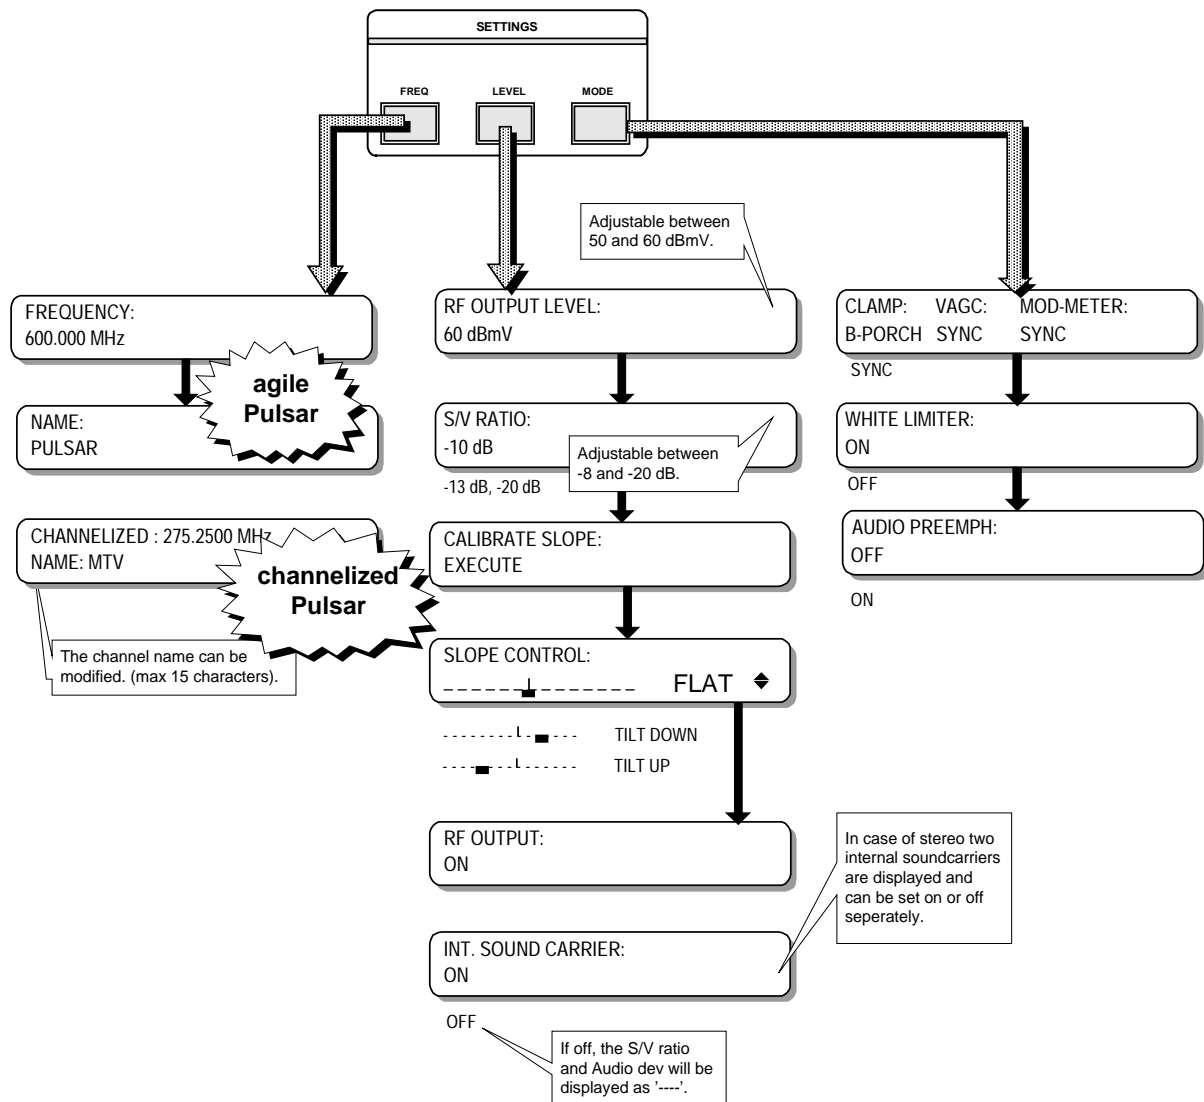 SETTINGS
FREQ LEVEL MODE
Adjustable between
50 and 60 dBmV.
FREQUENCY:
600.000 MHz
agile
Pulsar
NAME:
PULSAR
CHANNELIZED : 275.2500 MHz
NAME: MTV
channelized
Pulsar
The channel name can be
modified. (max 15 characters).
RF OUTPUT LEVEL:
60 dBmV
S/V RATIO:
-10 dB
Adjustable between
-8 and -20 dB.
-13 dB, -20 dB
CALIBRATE SLOPE:
EXECUTE
SLOPE CONTROL:
FLAT
TILT DOWN
TILT UP
RF OUTPUT:
ON
In case of stereo two
internal soundcarriers
are displayed and
can be set on or off
seperately.
INT. SOUND CARRIER:
ON
OFF
If off, the S/V ratio
and Audio dev will be
displayed as '----'.
CLAMP: VAGC: MOD-METER:
B-PORCH SYNC SYNC
SYNC
WHITE LIMITER:
ON
OFF
AUDIO PREEMPH:
OFF
ON